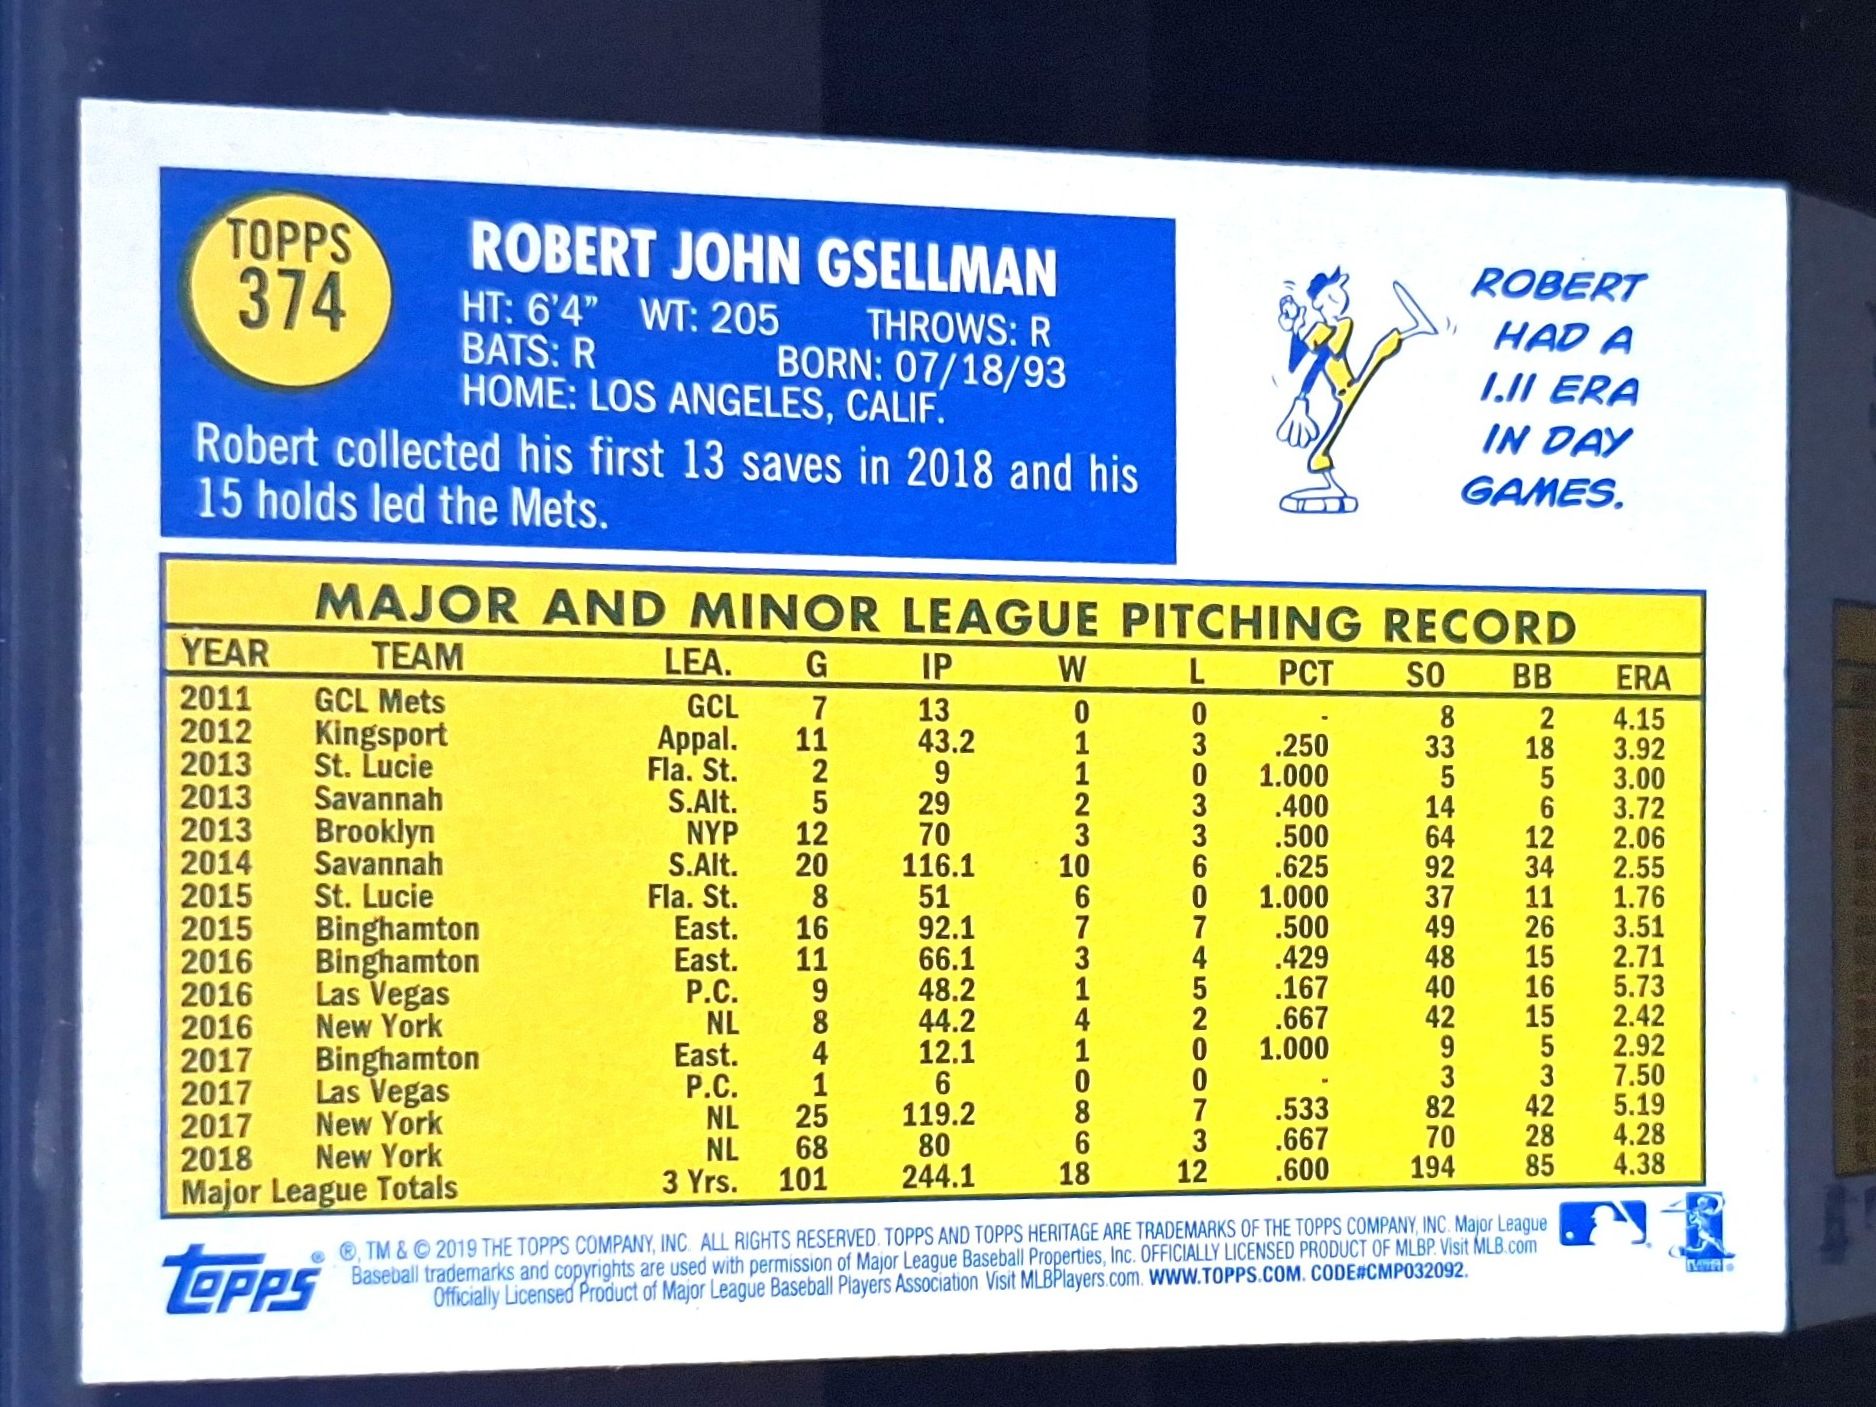 TOPPS
374
ROBERT JOHN GSELLMAN
HT: 6'4” WT: 205 THROWS: R
BATS: R BORN: 07/18/93
HOME: LOS ANGELES, CALIF.
Robert collected his first 13 saves in 2018 and his
15 holds led the Mets.
ROBERT
HAD A
1.11 ERA
IN DAY
GAMES.
MAJOR AND MINOR LEAGUE PITCHING RECORD
YEAR TEAM LEA. G IP W L PCT SO BB ERA
2011 GCL Mets GCL 7 13 0 0 - 8 2 4.15
2012 Kingsport Appal. 11 43.2 1 3 .250 33 18 3.92
2013 St. Lucie Fla. St. 2 9 1 0 1.000 5 5 3.00
2013 Savannah S.Alt. 5 29 2 3 .400 14 6 3.72
2013 Brooklyn NYP 12 70 3 3 .500 64 12 2.06
2014 Savannah S.Alt. 20 116.1 10 6 .625 92 34 2.55
2015 St. Lucie Fla. St. 8 51 6 0 1.000 37 11 1.76
2015 Binghamton East. 16 92.1 7 7 .500 49 26 3.51
2016 Binghamton East. 11 66.1 3 4 .429 48 15 2.71
2016 Las Vegas P.C. 9 48.2 1 5 .167 40 16 5.73
2016 New York NL 8 44.2 4 2 .667 42 15 2.42
2017 Binghamton East. 4 12.1 1 0 1.000 9 5 2.92
2017 Las Vegas P.C. 1 6 0 0 - 3 3 7.50
2017 New York NL 25 119.2 8 7 .533 82 42 5.19
2018 New York NL 68 80 6 3 .667 70 28 4.28
Major League Totals 3 Yrs. 101 244.1 18 12 .600 194 85 4.38
topps®
®, TM & © 2019 THE TOPPS COMPANY, INC. ALL RIGHTS RESERVED. TOPPS AND TOPPS HERITAGE ARE TRADEMARKS OF THE TOPPS COMPANY, INC. Major League
Baseball trademarks and copyrights are used with permission of Major League Baseball Properties, Inc. OFFICIALLY LICENSED PRODUCT OF MLBP. Visit MLB.com
Officially Licensed Product of Major League Baseball Players Association Visit MLBPlayers.com. WWW.TOPPS.COM. CODE#CMP032092.